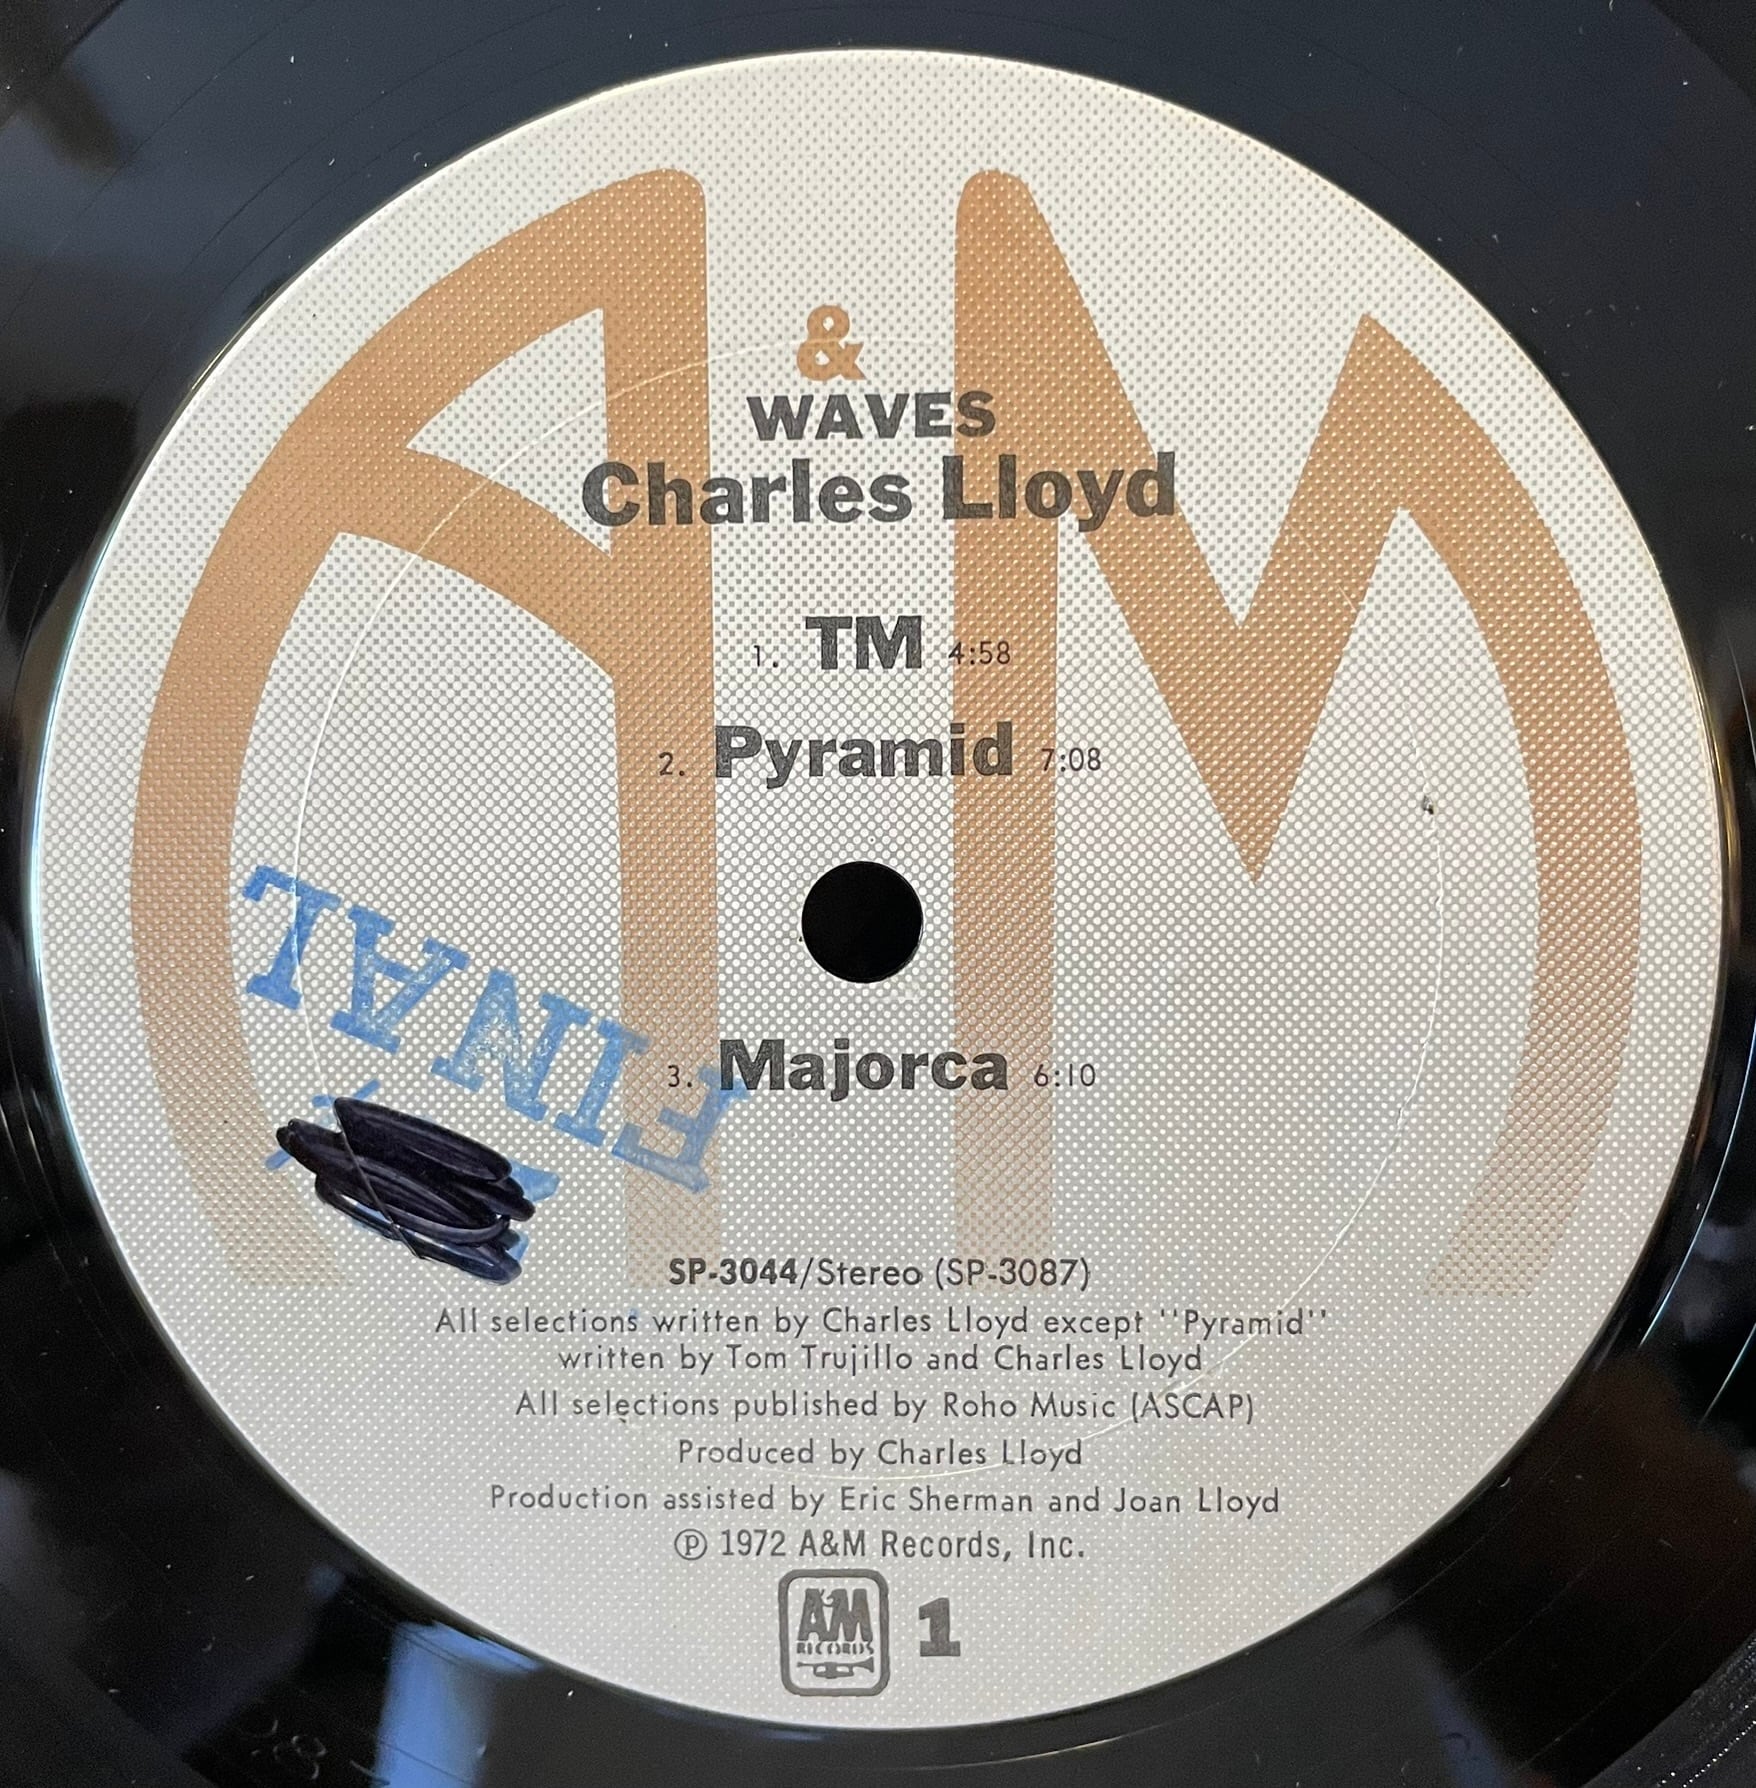 &
WAVES
Charles Lloyd
1. TM 4:58
2. Pyramid 7:08
3. Majorca 6:10
FINAL
SP-3044/Stereo (SP-3087)
All selections written by Charles Lloyd except "Pyramid"
written by Tom Trujillo and Charles Lloyd
All selections published by Roho Music (ASCAP)
Produced by Charles Lloyd
Production assisted by Eric Sherman and Joan Lloyd
Ⓟ 1972 A&M Records, Inc.
AM
RECORDS
1